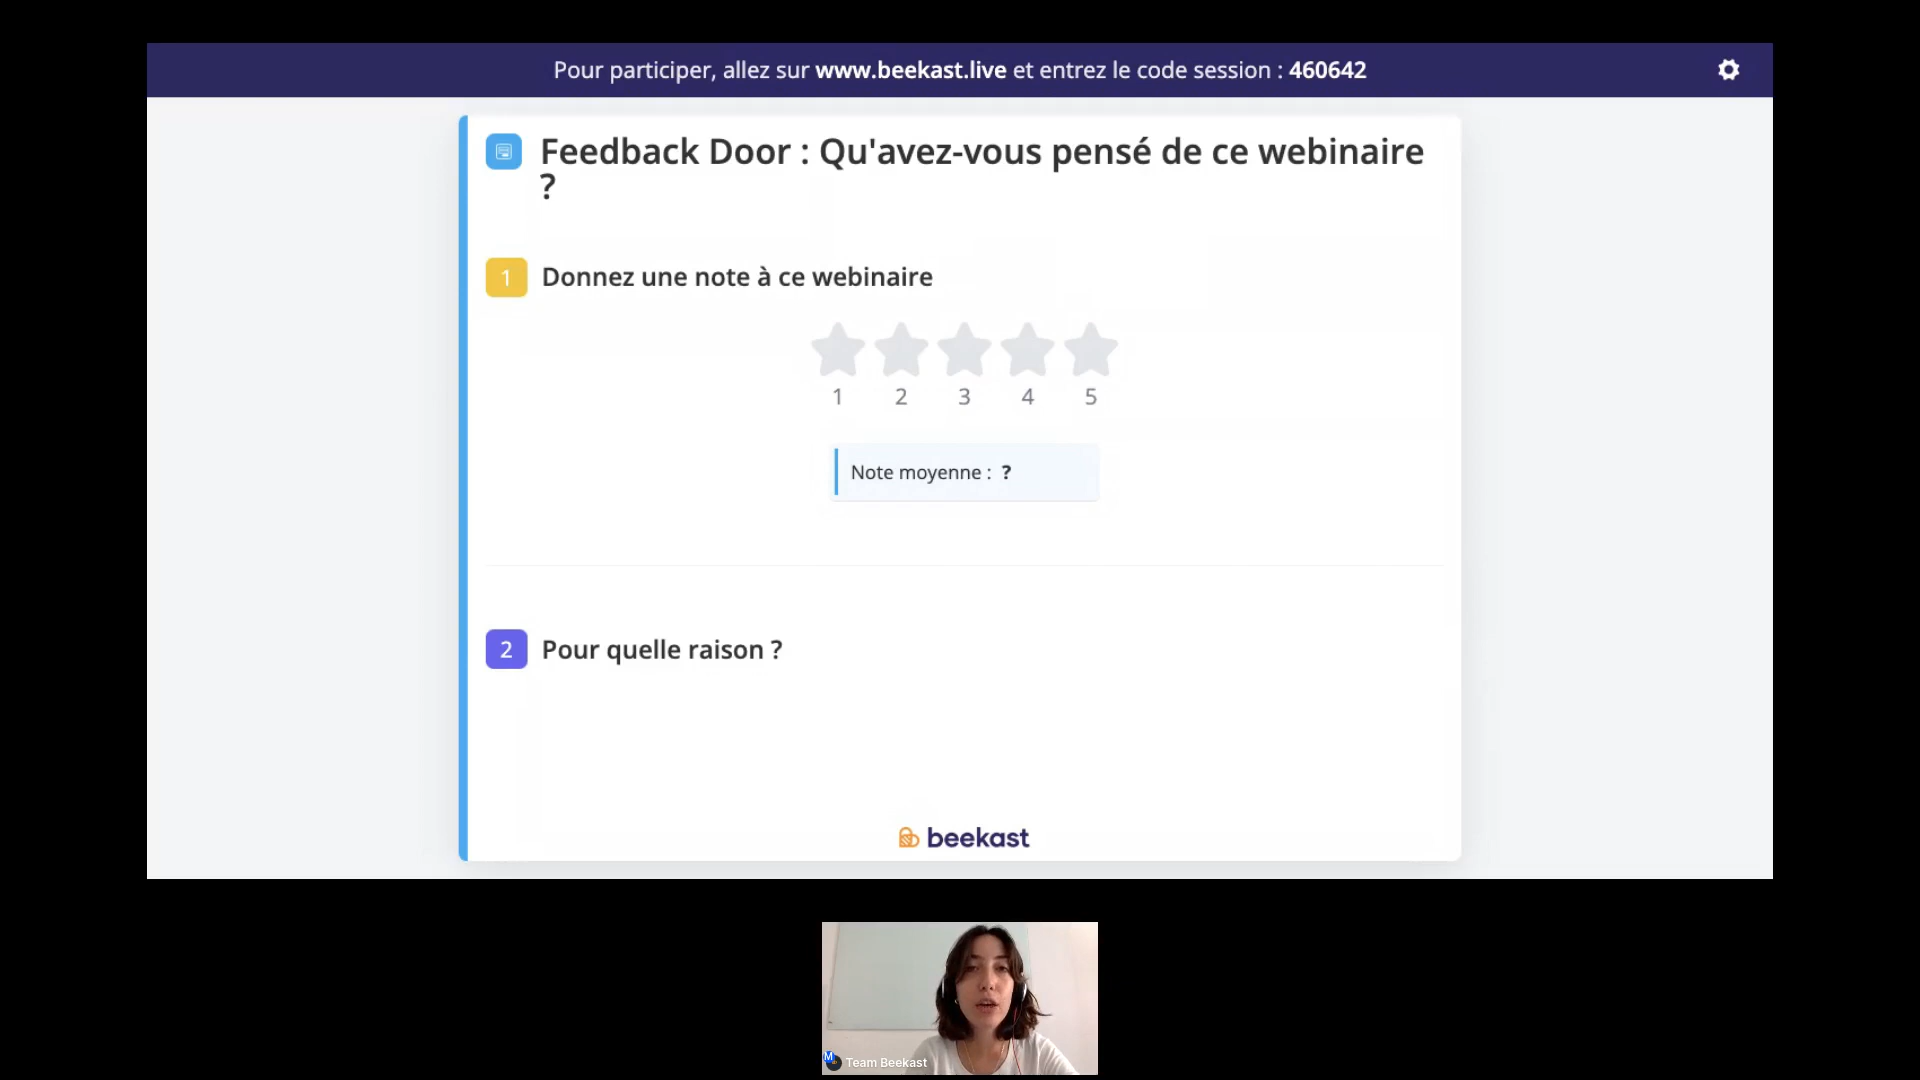 Pour participer, allez sur www.beekast.live et entrez le code session : 460642
Feedback Door : Qu'avez-vous pensé de ce webinaire
?
1 Donnez une note à ce webinaire
1 2 3 4 5
Note moyenne : ?
2 Pour quelle raison ?
beekast
M Team Beekast